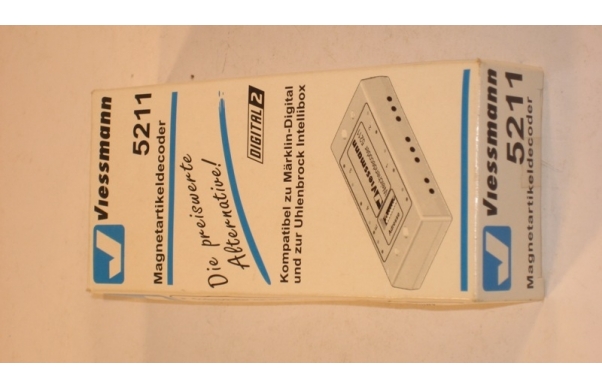 Viessmann
5211
Magnetartikeldecoder
Die preiswerte
Alternative!
DIGITAL 2
Kompatibel zu Märklin-Digital
und zur Uhlenbrock Intellibox
Viessmann
Viessmann
5211
Magnetartikeldecoder